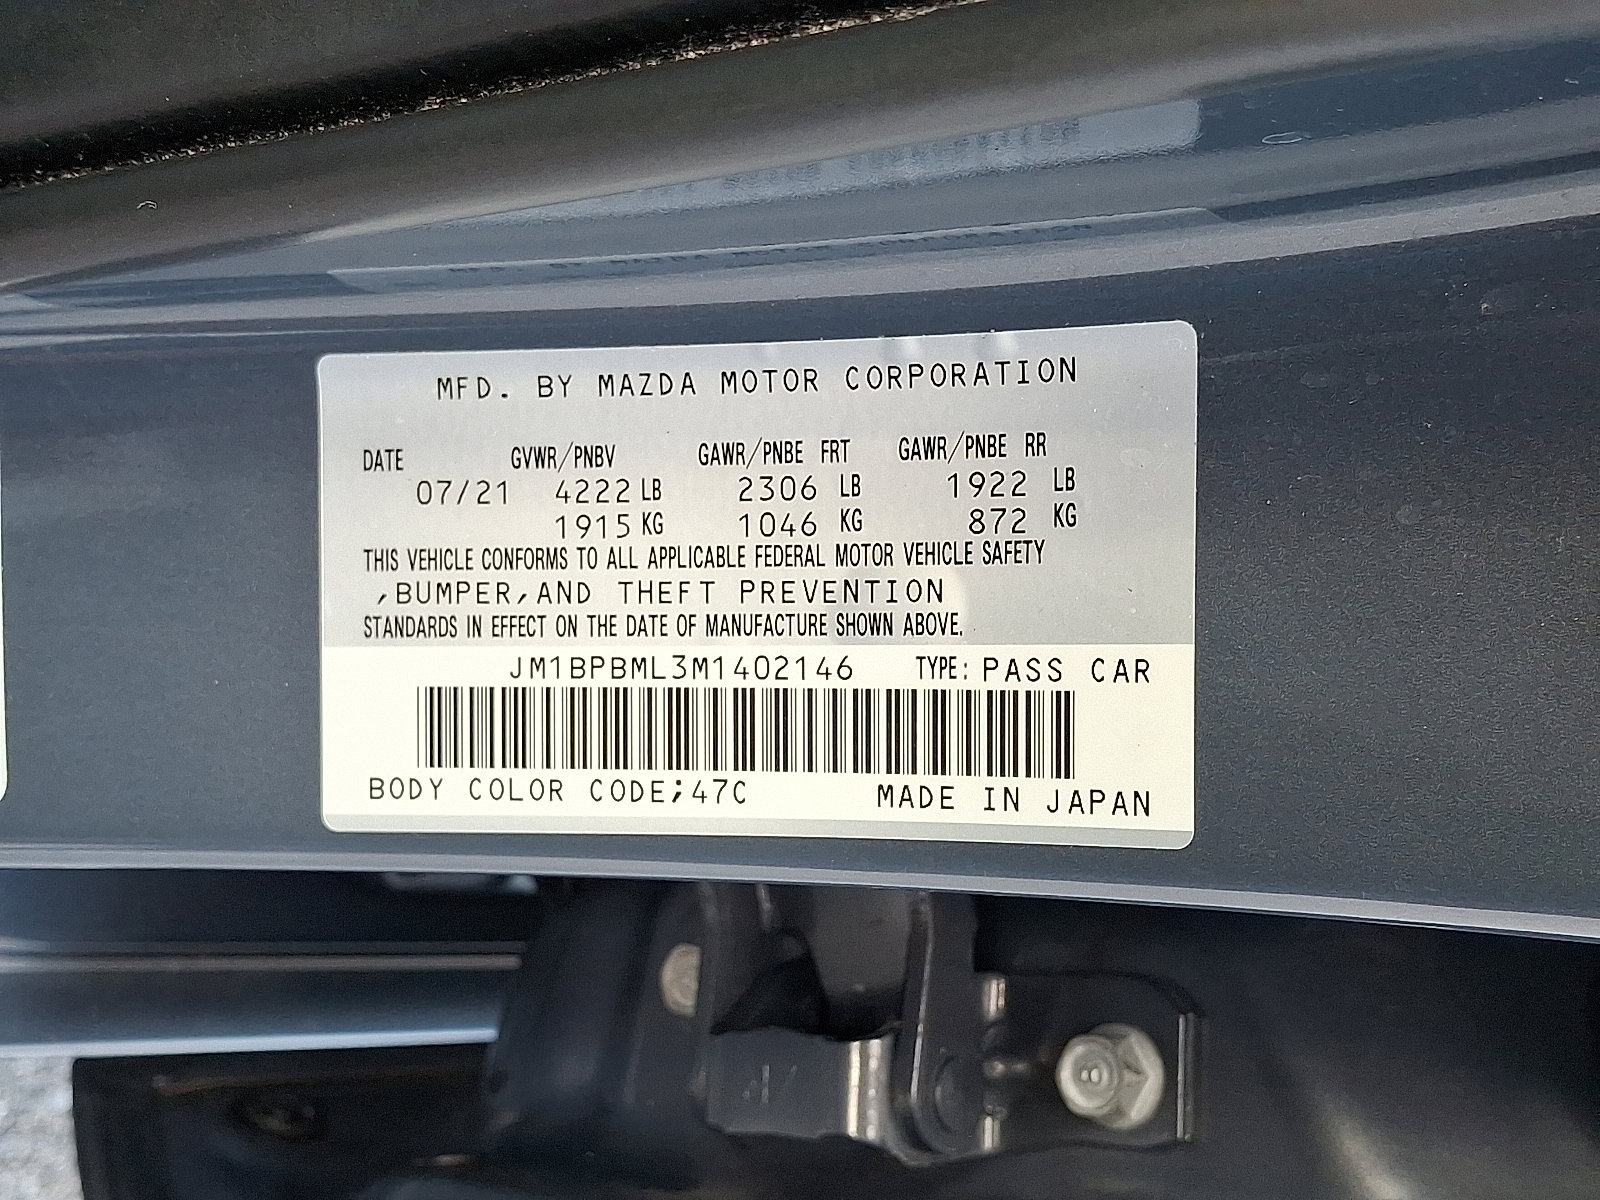 MFD. BY MAZDA MOTOR CORPORATION
DATE GVWR/PNBV GAWR/PNBE FRT GAWR/PNBE RR
07/21 4222 LB 2306 LB 1922 LB
1915 KG 1046 KG 872 KG
THIS VEHICLE CONFORMS TO ALL APPLICABLE FEDERAL MOTOR VEHICLE SAFETY
,BUMPER,AND THEFT PREVENTION
STANDARDS IN EFFECT ON THE DATE OF MANUFACTURE SHOWN ABOVE.
JM1BPBML3M1402146 TYPE: PASS CAR
BODY COLOR CODE;47C MADE IN JAPAN